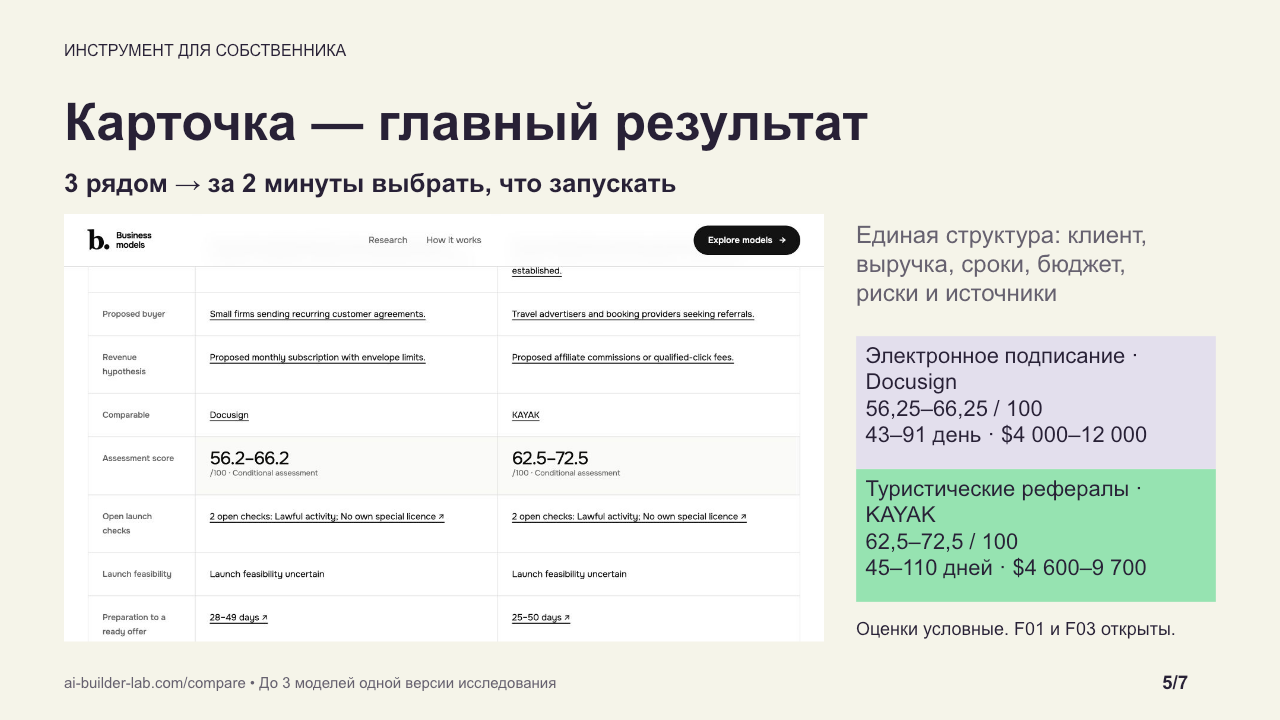 ИНСТРУМЕНТ ДЛЯ СОБСТВЕННИКА
Карточка — главный результат
3 рядом → за 2 минуты выбрать, что запускать
b. Business models
Research
How it works
Explore models →
established.
Proposed buyer
Small firms sending recurring customer agreements.
Travel advertisers and booking providers seeking referrals.
Revenue
hypothesis
Proposed monthly subscription with envelope limits.
Proposed affiliate commissions or qualified-click fees.
Comparable
Docusign
KAYAK
Assessment score
56.2–66.2
/100 · Conditional assessment
62.5–72.5
/100 · Conditional assessment
Open launch
checks
2 open checks: Lawful activity; No own special licence ↗
2 open checks: Lawful activity; No own special licence ↗
Launch feasibility
Launch feasibility uncertain
Launch feasibility uncertain
Preparation to a
ready offer
28–49 days ↗
25–50 days ↗
Единая структура: клиент,
выручка, сроки, бюджет,
риски и источники
Электронное подписание ·
Docusign
56,25–66,25 / 100
43–91 день · $4 000–12 000
Туристические рефералы ·
KAYAK
62,5–72,5 / 100
45–110 дней · $4 600–9 700
Оценки условные. F01 и F03 открыты.
ai-builder-lab.com/compare • До 3 моделей одной версии исследования
5/7